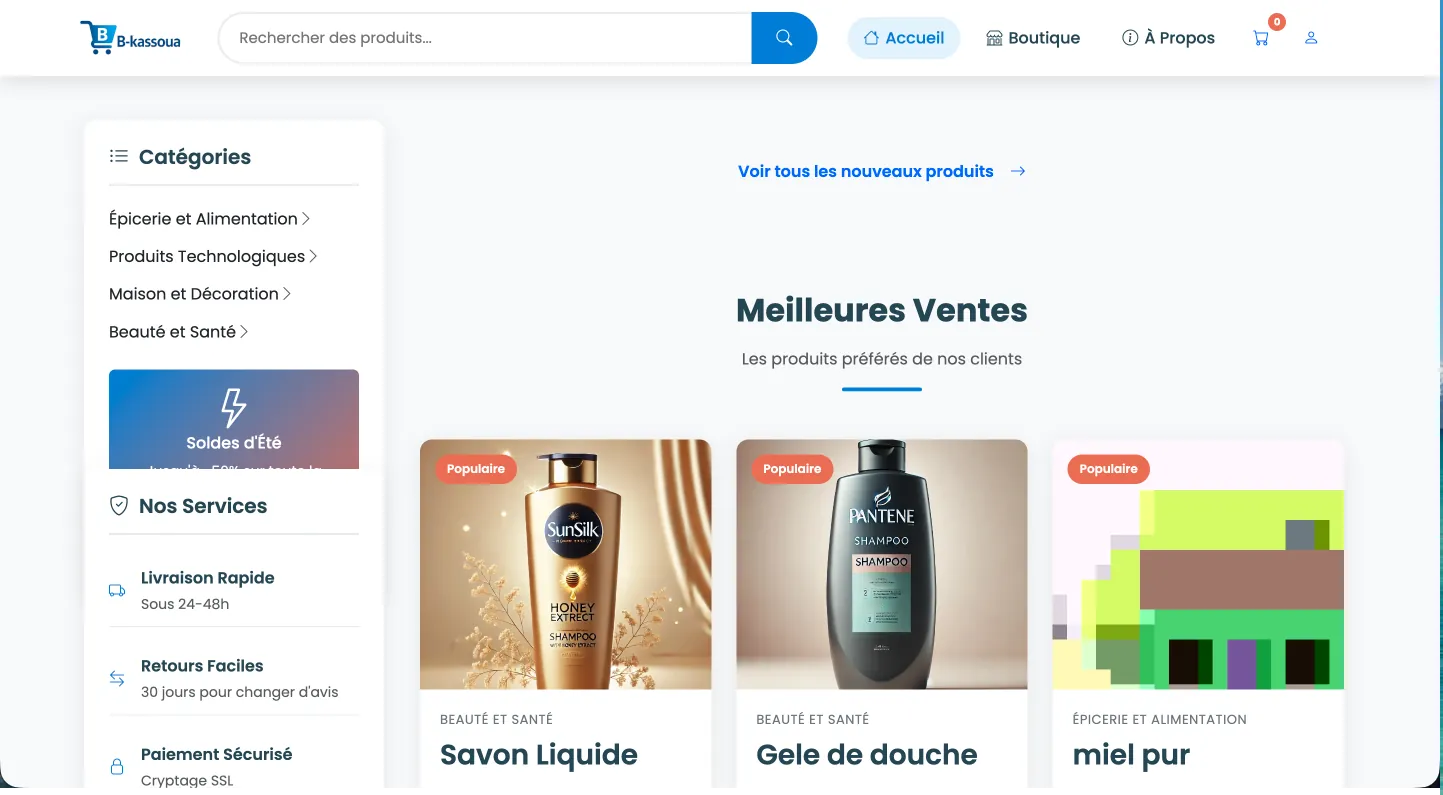 B-kassoua
Rechercher des produits...
Accueil
Boutique
À Propos
0
Catégories
Épicerie et Alimentation
Produits Technologiques
Maison et Décoration
Beauté et Santé
Soldes d'Été
Nos Services
Livraison Rapide
Sous 24-48h
Retours Faciles
30 jours pour changer d'avis
Paiement Sécurisé
Cryptage SSL
Voir tous les nouveaux produits
Meilleures Ventes
Les produits préférés de nos clients
Populaire
SunSilk
HONEY
EXTRECT
SHAMPOO
BEAUTÉ ET SANTÉ
Savon Liquide
Populaire
PANTENE
SHAMPOO
SHAMPOO
BEAUTÉ ET SANTÉ
Gele de douche
Populaire
ÉPICERIE ET ALIMENTATION
miel pur